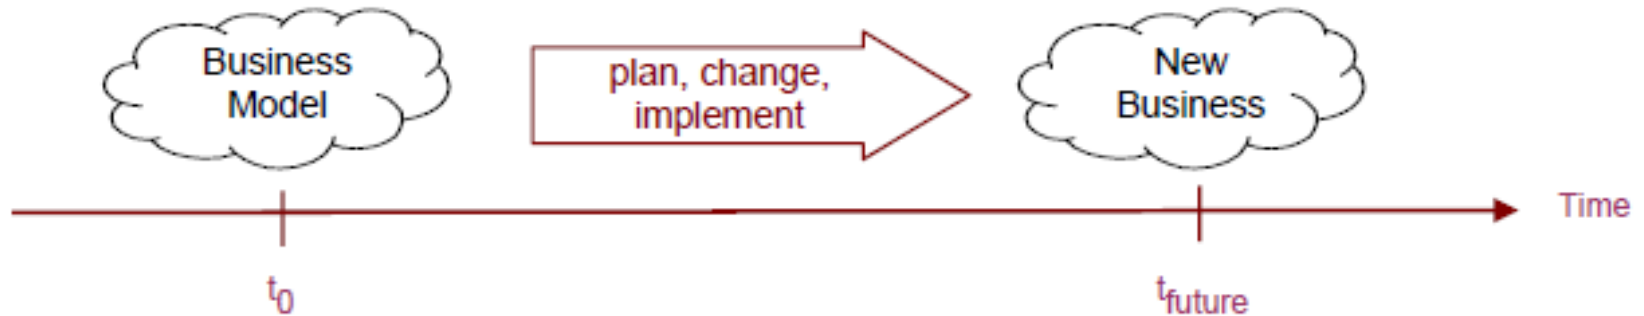 Business
Model
plan, change,
implement
New
Business
Time
t0
tfuture